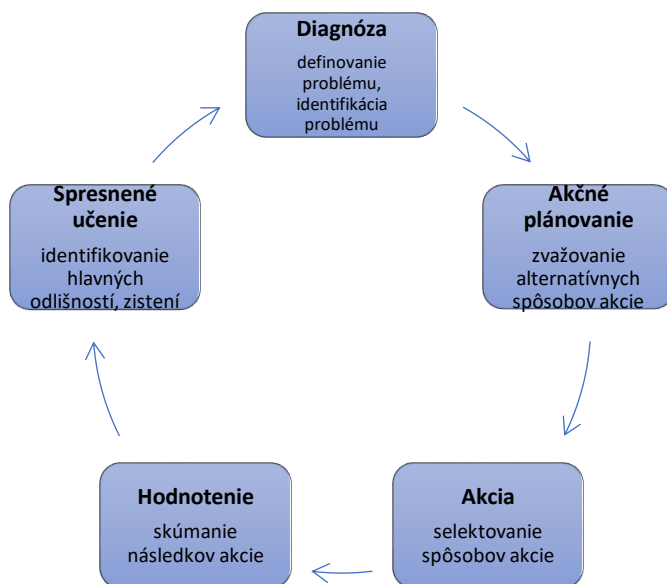 Diagnóza
definovanie
problému,
identifikácia
problému
Akčné
plánovanie
zvažovanie
alternatívnych
spôsobov akcie
Akcia
selektovanie
spôsobov akcie
Hodnotenie
skúmanie
následkov akcie
Spresnené
učenie
identifikovanie
hlavných
odlišností, zistení